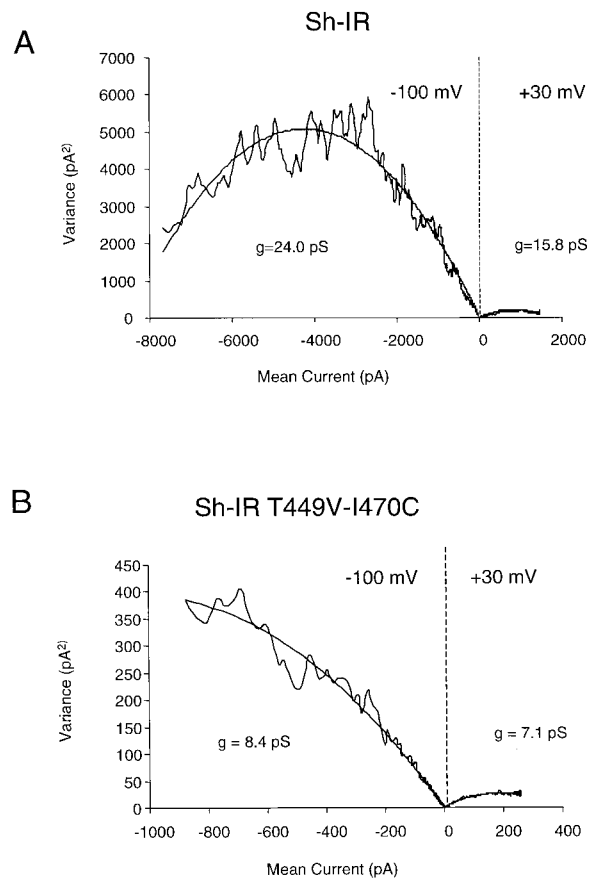 A
Sh-IR
7000
6000
5000
4000
3000
2000
1000
0
Variance (pA²)
-100 mV
+30 mV
g=24.0 pS
g=15.8 pS
-8000 -6000 -4000 -2000 0 2000
Mean Current (pA)
B
Sh-IR T449V-I470C
450
400
350
300
250
200
150
100
50
0
Variance (pA²⁾
-100 mV
+30 mV
g = 8.4 pS
g = 7.1 pS
-1000 -800 -600 -400 -200 0 200 400
Mean Current (pA)